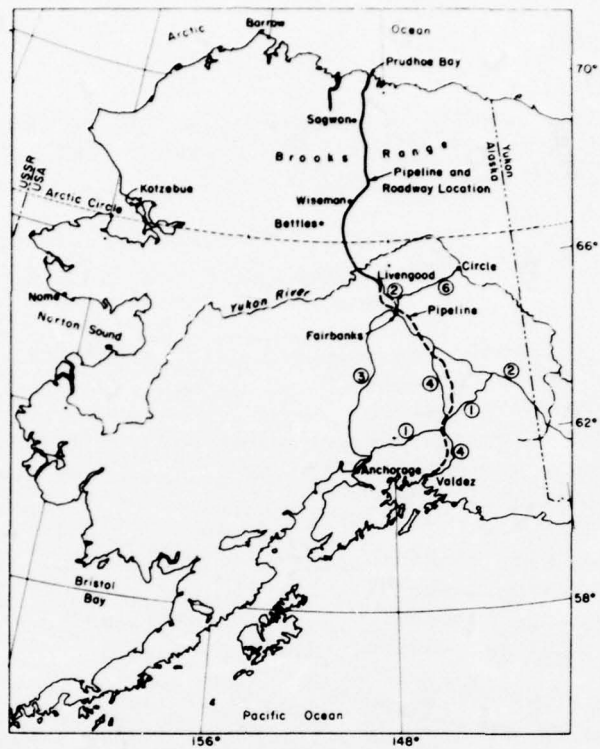 Barrow
Arctic
Ocean
Prudhoe Bay
70°
Sagwon
Brooks Range
Yukon
Alaska
USSR
USA
Pipeline and
Roadway Location
Kotzebue
Arctic Circle
Wiseman
Bettles
66°
Livengood
Circle
2
6
Yukon River
Pipeline
Nome
Norton Sound
Fairbanks
3
4
2
1
62°
1
4
Anchorage
Valdez
Bristol
Bay
58°
Pacific Ocean
156°
148°